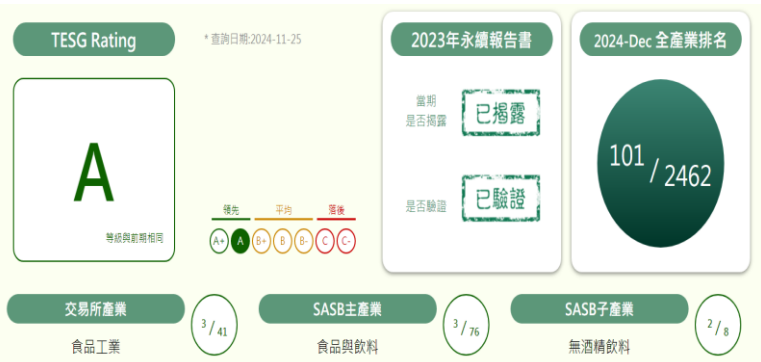 TESG Rating
* 查詢日期:2024-11-25
A
等級與前期相同
領先 平均 落後
A+ A B+ B B- C C-
2023年永續報告書
當期
是否揭露
已揭露
是否驗證
已驗證
2024-Dec 全產業排名
101 / 2462
交易所產業
3 / 41
食品工業
SASB主產業
3 / 76
食品與飲料
SASB子產業
2 / 8
無酒精飲料